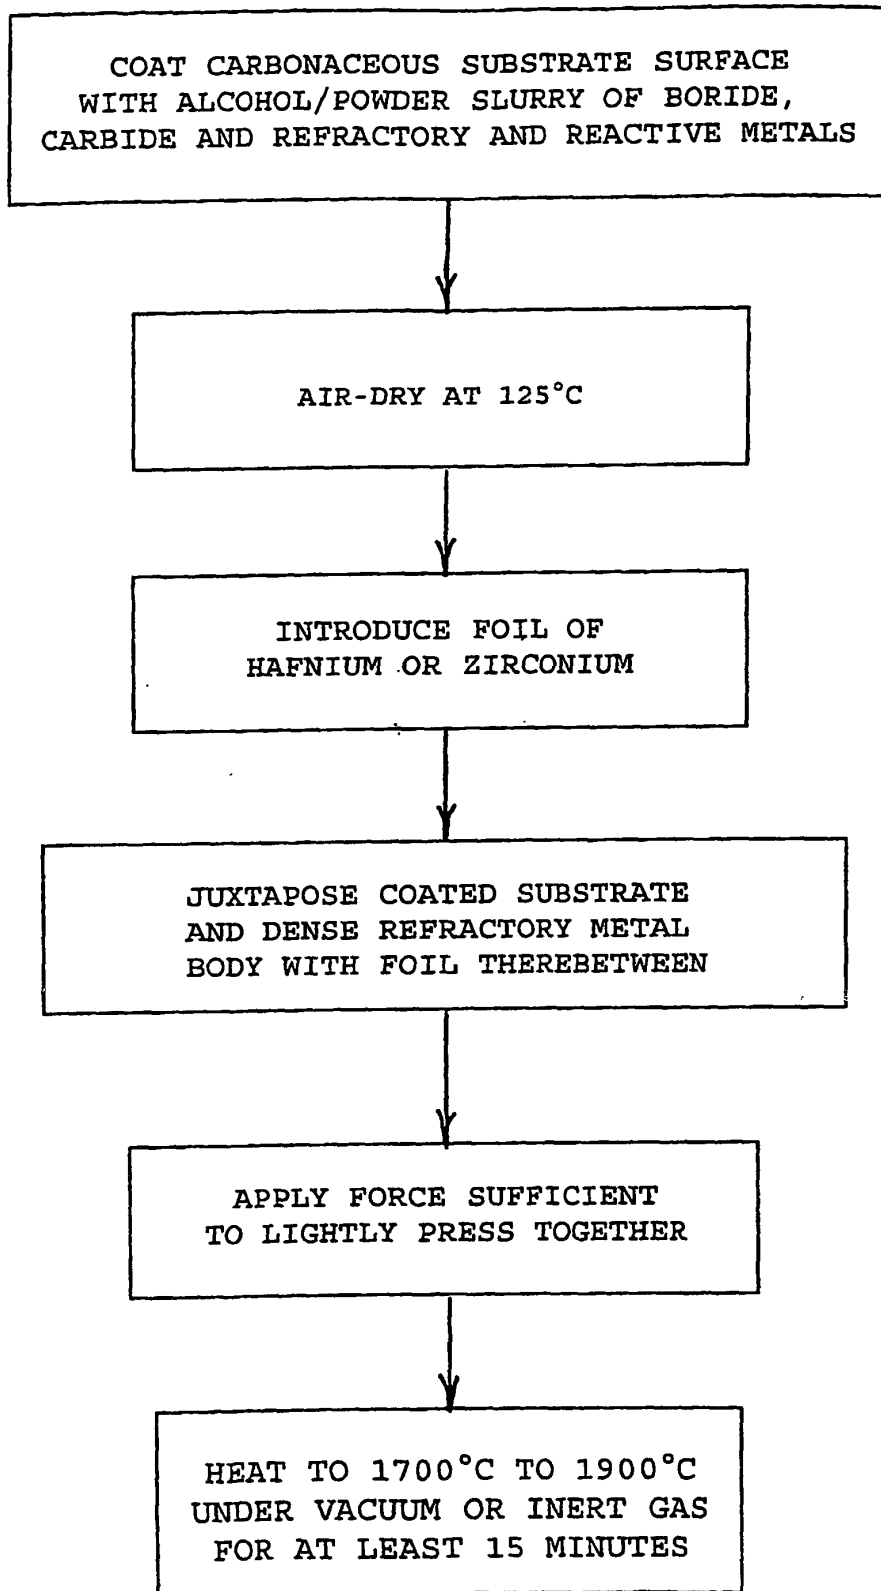 COAT CARBONACEOUS SUBSTRATE SURFACE
WITH ALCOHOL/POWDER SLURRY OF BORIDE,
CARBIDE AND REFRACTORY AND REACTIVE METALS
AIR-DRY AT 125°C
INTRODUCE FOIL OF
HAFNIUM OR ZIRCONIUM
JUXTAPOSE COATED SUBSTRATE
AND DENSE REFRACTORY METAL
BODY WITH FOIL THEREBETWEEN
APPLY FORCE SUFFICIENT
TO LIGHTLY PRESS TOGETHER
HEAT TO 1700°C TO 1900°C
UNDER VACUUM OR INERT GAS
FOR AT LEAST 15 MINUTES